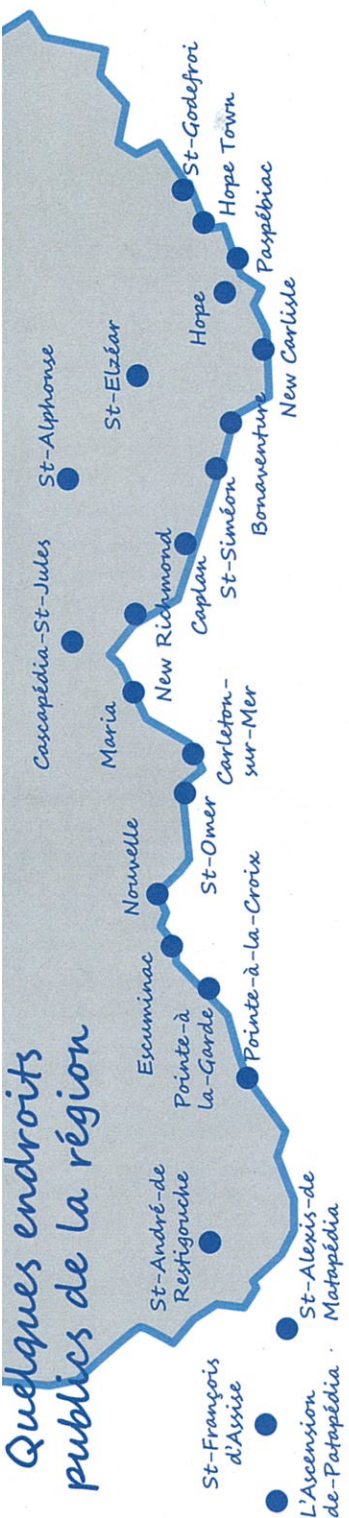 Quelques endroits
publics de la région
L'Ascension
de-Patapédia
St-François
d'Assise
St-Alexis-de
Matapédia
St-André-de
Restigouche
Pointe-à-la-Croix
Pointe-à
la-Garde
Escuminac
Nouvelle
St-Omer
Carleton-
sur-Mer
Maria
Cascapédia-St-Jules
New Richmond
Caplan
St-Alphonse
St-Siméon
Bonaventure
St-Elzéar
New Carlisle
Hope
Paspébiac
Hope Town
St-Godefroi